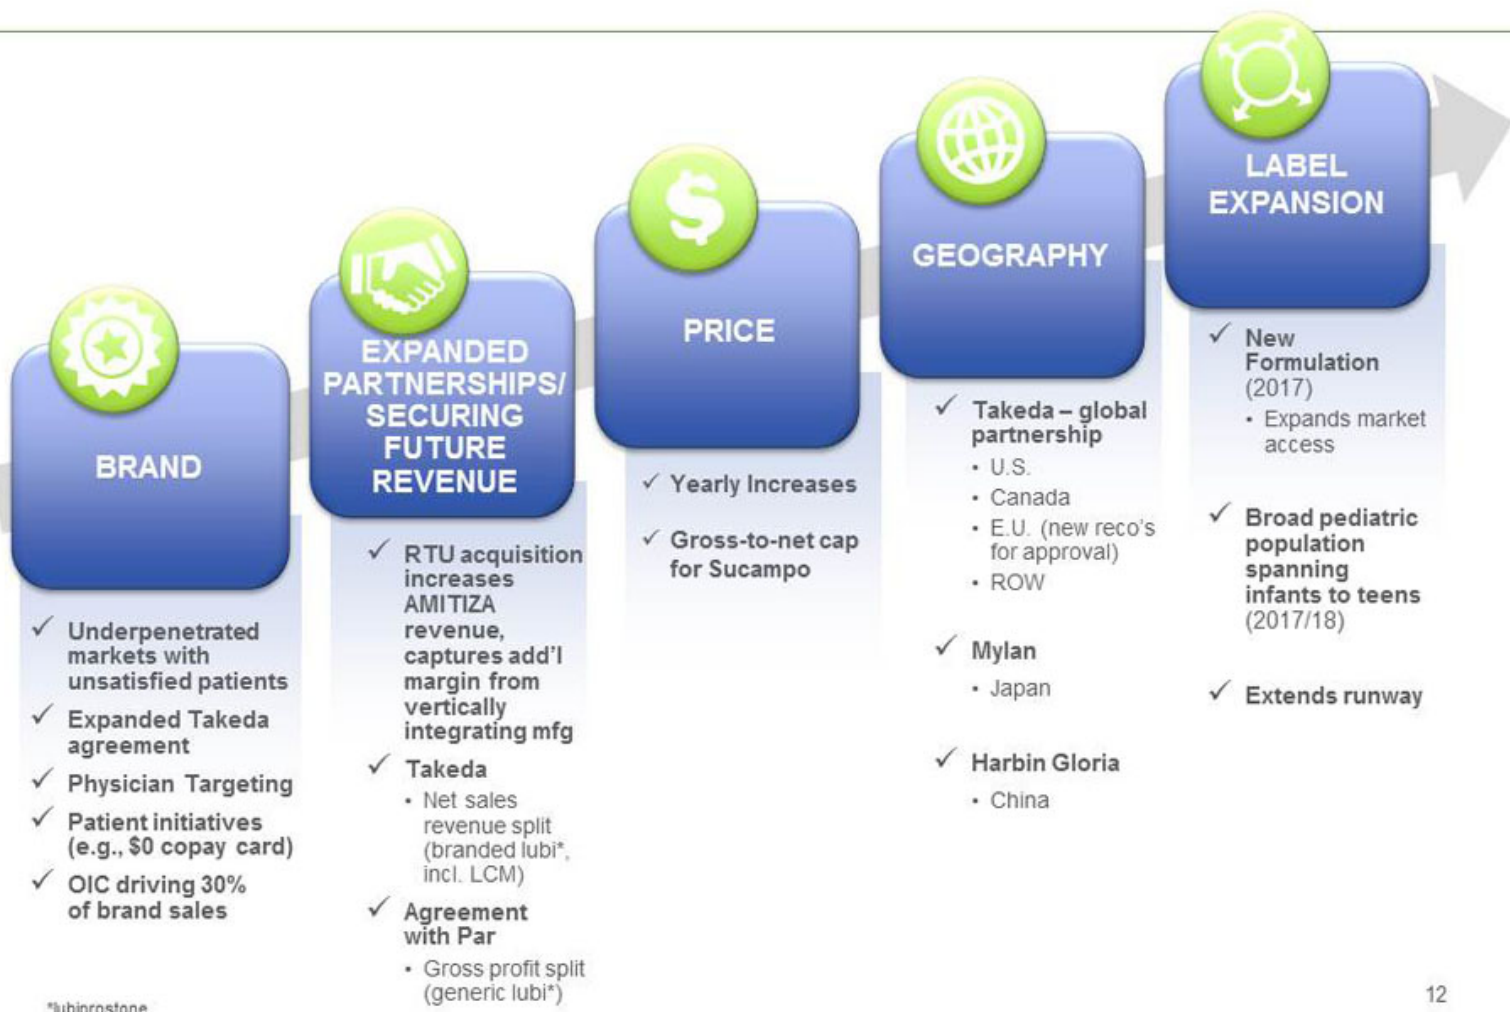 BRAND
✓ Underpenetrated
markets with
unsatisfied patients
✓ Expanded Takeda
agreement
✓ Physician Targeting
✓ Patient initiatives
(e.g., $0 copay card)
✓ OIC driving 30%
of brand sales
EXPANDED
PARTNERSHIPS/
SECURING
FUTURE
REVENUE
✓ RTU acquisition
increases
AMITIZA
revenue,
captures add'l
margin from
vertically
integrating mfg
✓ Takeda
• Net sales
revenue split
(branded lubi*,
incl. LCM)
✓ Agreement
with Par
• Gross profit split
(generic lubi*)
$
PRICE
✓ Yearly Increases
✓ Gross-to-net cap
for Sucampo
GEOGRAPHY
✓ Takeda – global
partnership
• U.S.
• Canada
• E.U. (new reco's
for approval)
• ROW
✓ Mylan
• Japan
✓ Harbin Gloria
• China
LABEL
EXPANSION
✓ New
Formulation
(2017)
• Expands market
access
✓ Broad pediatric
population
spanning
infants to teens
(2017/18)
✓ Extends runway
*lubiprostone
12